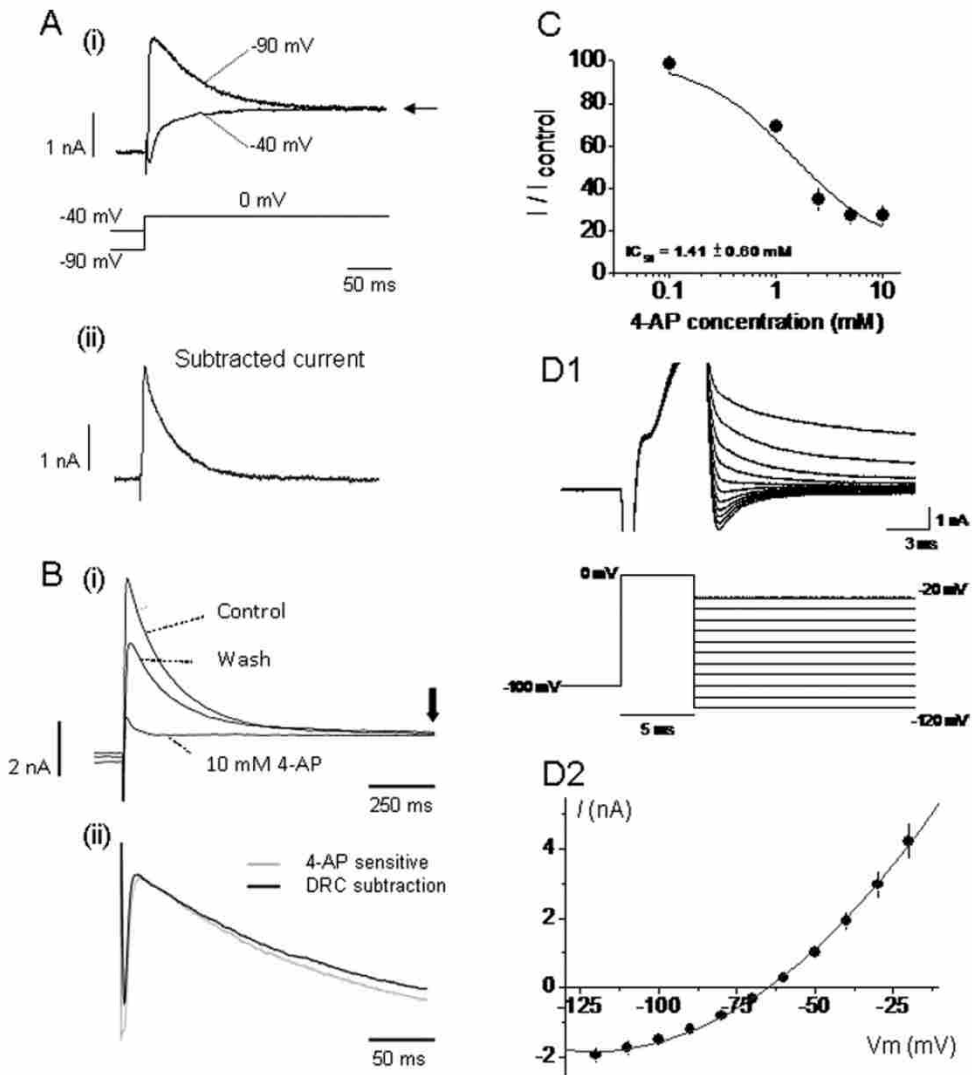 A
(i)
-90 mV
1 nA
-40 mV
0 mV
-40 mV
-90 mV
50 ms
(ii)
Subtracted current
1 nA
B
(i)
Control
Wash
2 nA
10 mM 4-AP
250 ms
(ii)
4-AP sensitive
DRC subtraction
50 ms
C
100
80
60
40
20
0
I / I control
IC50 = 1.41 ± 0.60 mM
0.1
1
10
4-AP concentration (mM)
D1
1 nA
3 ms
0 mV
-20 mV
-100 mV
-120 mV
5 ms
D2
I (nA)
4
2
0
-2
-125
-100
-75
-50
-25
Vm (mV)